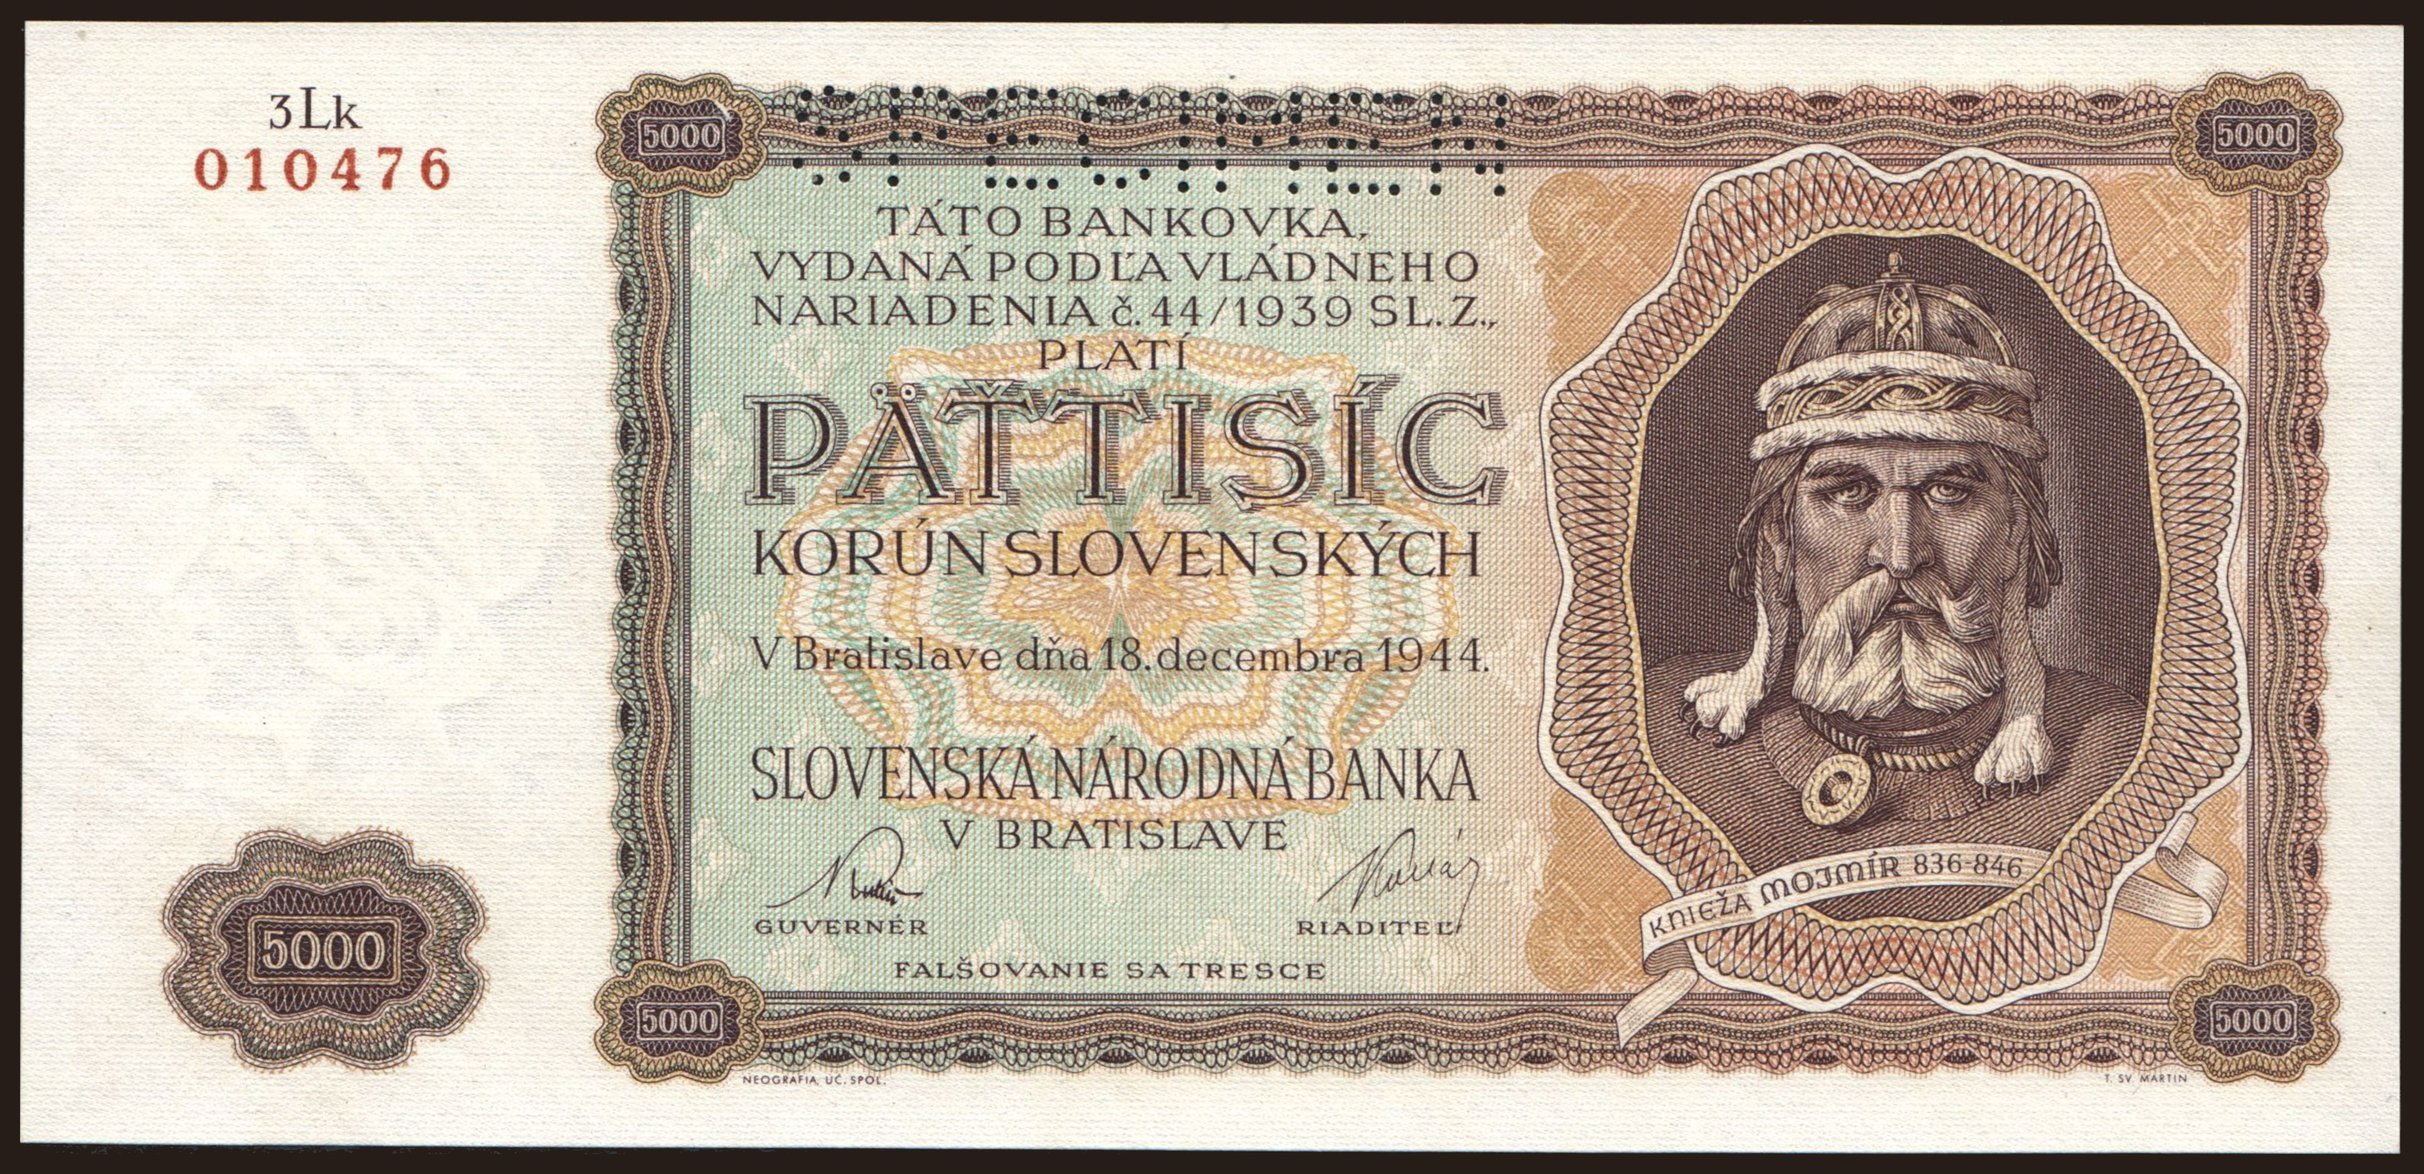 3Lk
010476
5000
SPECIMEN
5000
TÁTO BANKOVKA,
VYDANÁ PODĽA VLÁDNEHO
NARIADENIA č. 44/1939 SL. Z.,
PLATÍ
PÄŤTISÍC
KORÚN SLOVENSKÝCH
V Bratislave dňa 18. decembra 1944.
SLOVENSKÁ NÁRODNÁ BANKA
V BRATISLAVE
GUVERNÉR
RIADITEĽ
FALŠOVANIE SA TRESCE
KNIEŽA MOJMÍR 836-846
5000
5000
5000
NEOGRAFIA, UČ. SPOL.
T. SV. MARTIN